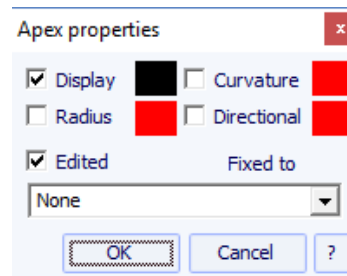 Apex properties x
Display Curvature
Radius Directional
Edited Fixed to
None
OK Cancel ?